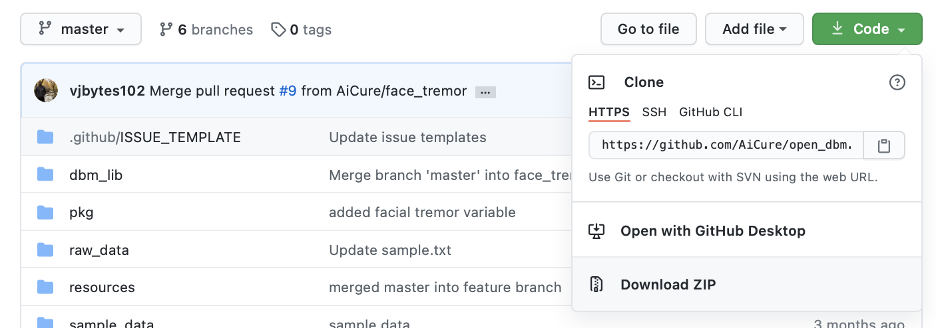 master 6 branches 0 tags Go to file Add file Code
vjbytes102 Merge pull request #9 from AiCure/face_tremor ...
Clone
HTTPS SSH GitHub CLI
.github/ISSUE_TEMPLATE Update issue templates
https://github.com/AiCure/open_dbm.
dbm_lib Merge branch 'master' into face_tre
Use Git or checkout with SVN using the web URL.
pkg added facial tremor variable
Open with GitHub Desktop
raw_data Update sample.txt
resources merged master into feature branch
Download ZIP
sample_data sample data 3 months ago